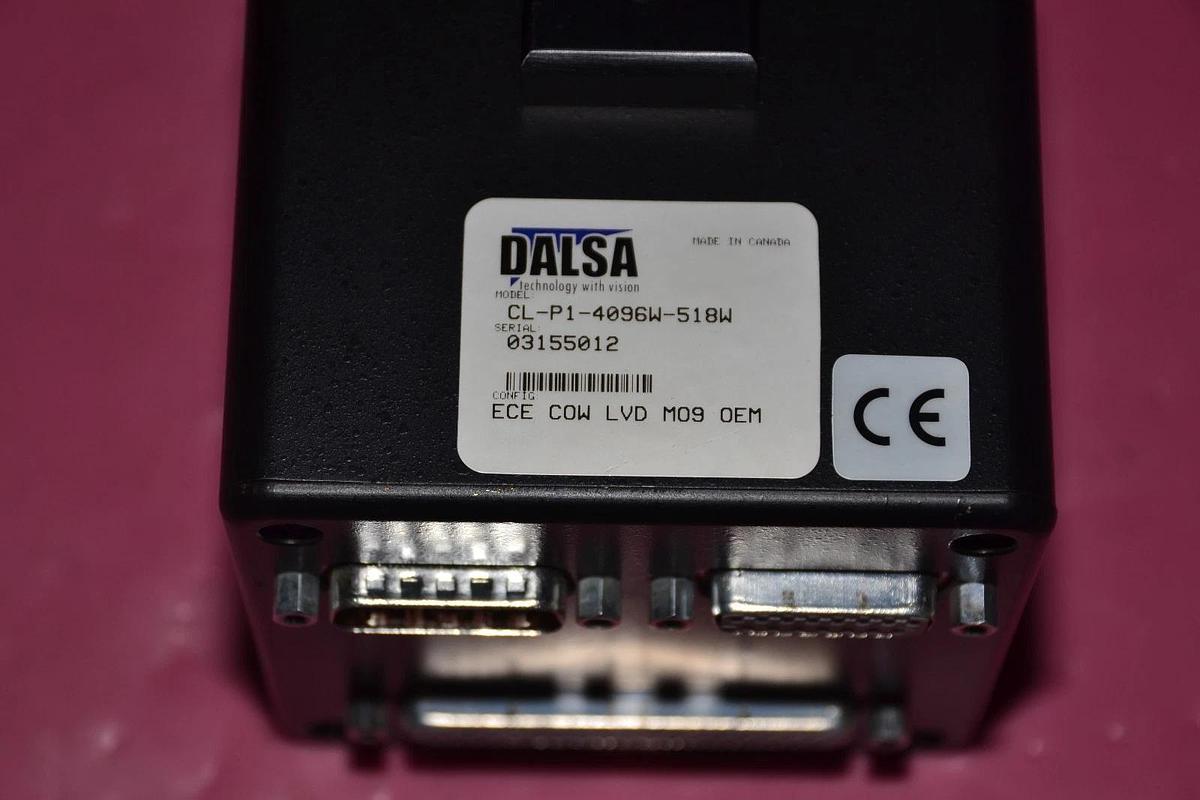 DALSA
technology with vision
MADE IN CANADA
MODEL:
CL-P1-4096W-518W
SERIAL:
03155012
CONFIG:
ECE COW LVD M09 OEM
CE